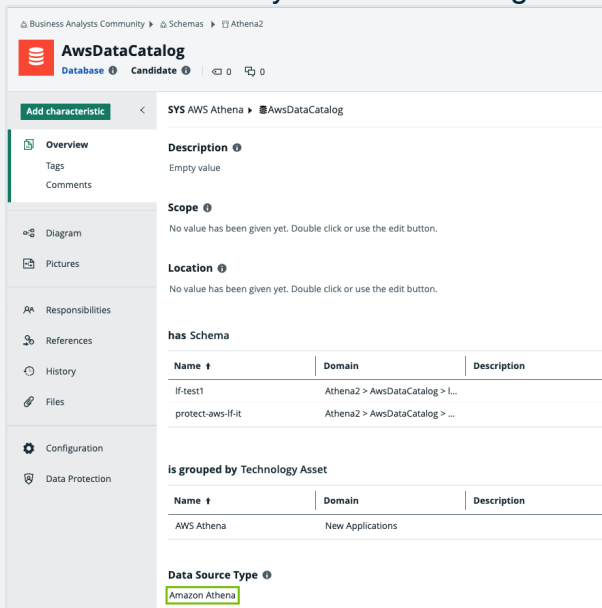 Business Analysts Community ▸ Schemas ▸ Athena2
AwsDataCatalog
Database Candidate 0 0
Add characteristic <
SYS AWS Athena ▸ AwsDataCatalog
Overview
Tags
Comments
Diagram
Pictures
Responsibilities
References
History
Files
Configuration
Data Protection
Description
Empty value
Scope
No value has been given yet. Double click or use the edit button.
Location
No value has been given yet. Double click or use the edit button.
has Schema
Name ↑ Domain Description
lf-test1 Athena2 > AwsDataCatalog > l...
protect-aws-lf-it Athena2 > AwsDataCatalog > ...
is grouped by Technology Asset
Name ↑ Domain Description
AWS Athena New Applications
Data Source Type
Amazon Athena